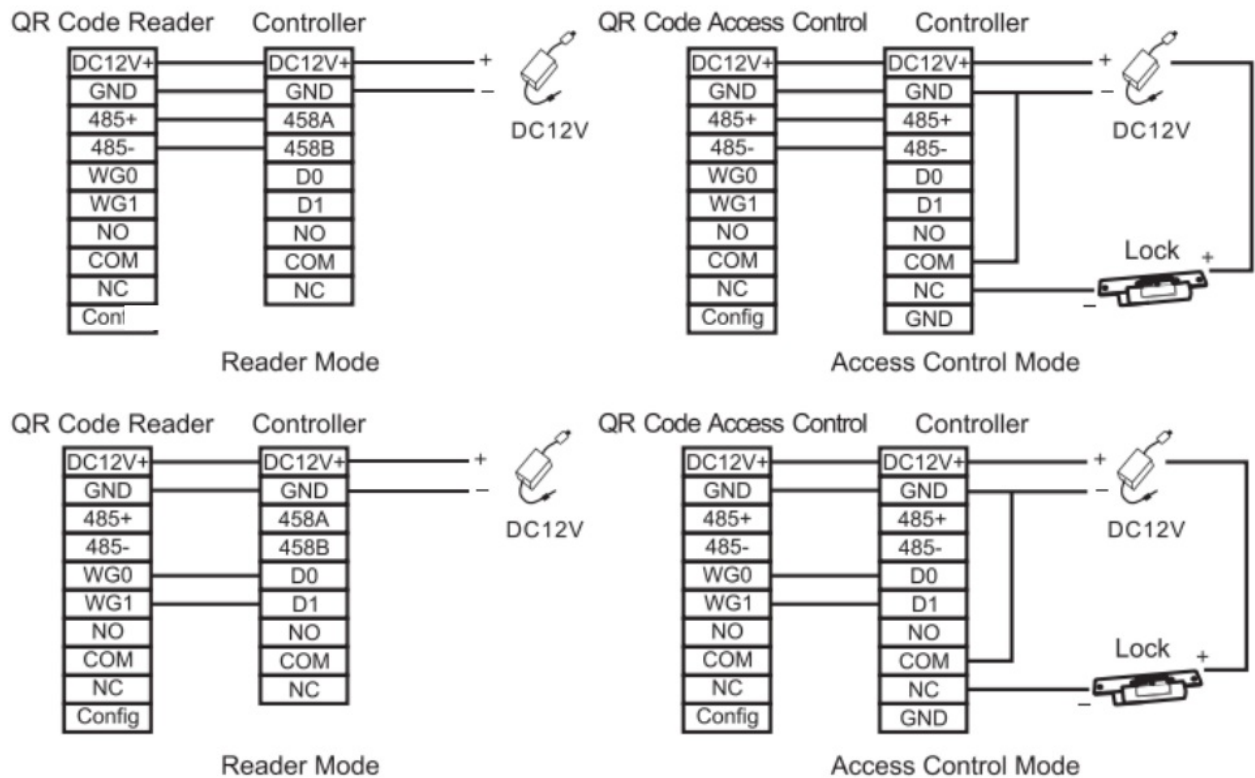 QR Code Reader Controller
DC12V+ DC12V+ +
GND GND −
485+ 458A
485- 458B
WG0 D0
WG1 D1
NO NO
COM COM
NC NC
Con
DC12V
Reader Mode
QR Code Access Control Controller
DC12V+ DC12V+ +
GND GND −
485+ 485+
485- 485-
WG0 D0
WG1 D1
NO NO
COM COM
NC NC
Config GND
DC12V
Lock +
−
Access Control Mode
QR Code Reader Controller
DC12V+ DC12V+ +
GND GND −
485+ 458A
485- 458B
WG0 D0
WG1 D1
NO NO
COM COM
NC NC
Config
DC12V
Reader Mode
QR Code Access Control Controller
DC12V+ DC12V+ +
GND GND −
485+ 485+
485- 485-
WG0 D0
WG1 D1
NO NO
COM COM
NC NC
Config GND
DC12V
Lock +
−
Access Control Mode